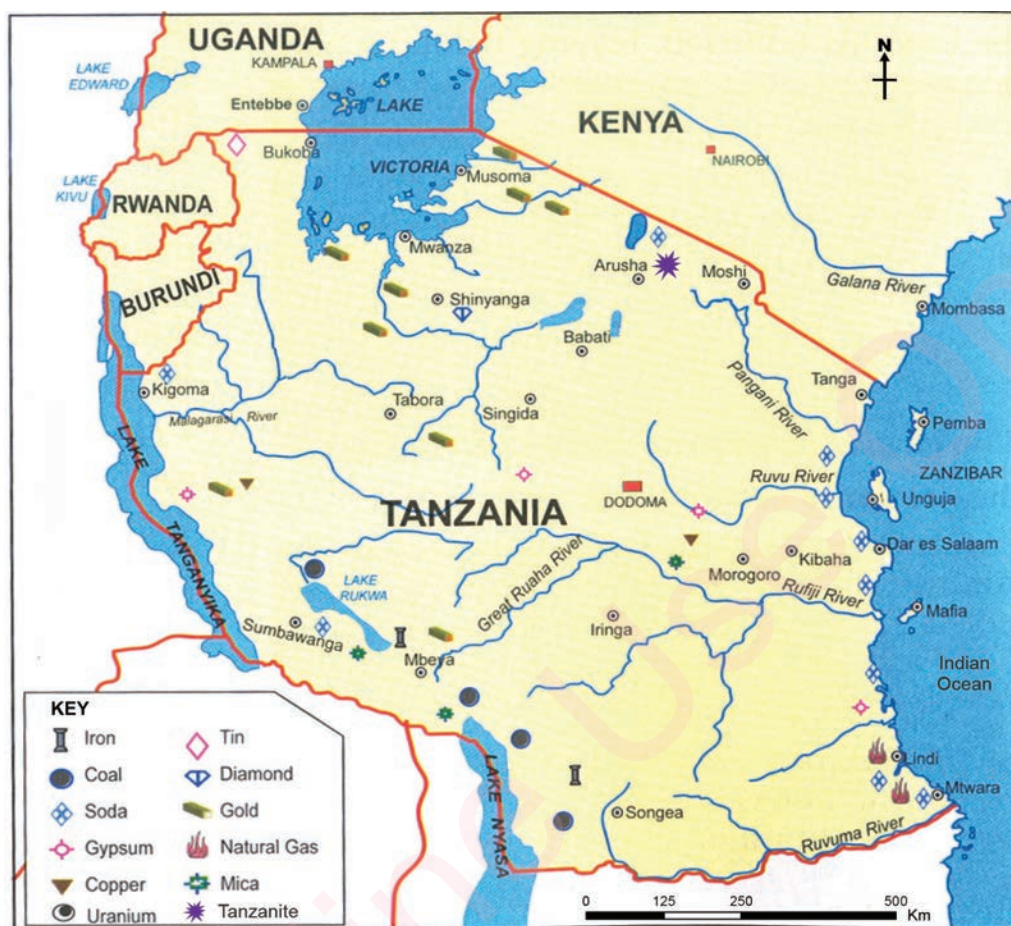 UGANDA
KAMPALA
N
LAKE
EDWARD
Entebbe
LAKE
KENYA
Bukoba
NAIROBI
VICTORIA
Musoma
LAKE
KIVU
RWANDA
Mwanza
Arusha
Moshi
Galana River
BURUNDI
Shinyanga
Mombasa
Babati
Kigoma
Tanga
Pangani River
Malagarasi River
Tabora
Singida
Pemba
LAKE
TANGANYIKA
Ruvu River
ZANZIBAR
Unguja
DODOMA
TANZANIA
Dar es Salaam
Kibaha
Morogoro
Great Ruaha River
Rufiji River
LAKE
RUKWA
Mafia
Sumbawanga
Iringa
Mbeya
Indian
Ocean
KEY
Iron
Tin
Coal
Diamond
Soda
Gold
Gypsum
Natural Gas
Copper
Mica
Uranium
Tanzanite
LAKE NYASA
Lindi
Mtwara
Songea
Ruvuma River
0 125 250 500
Km